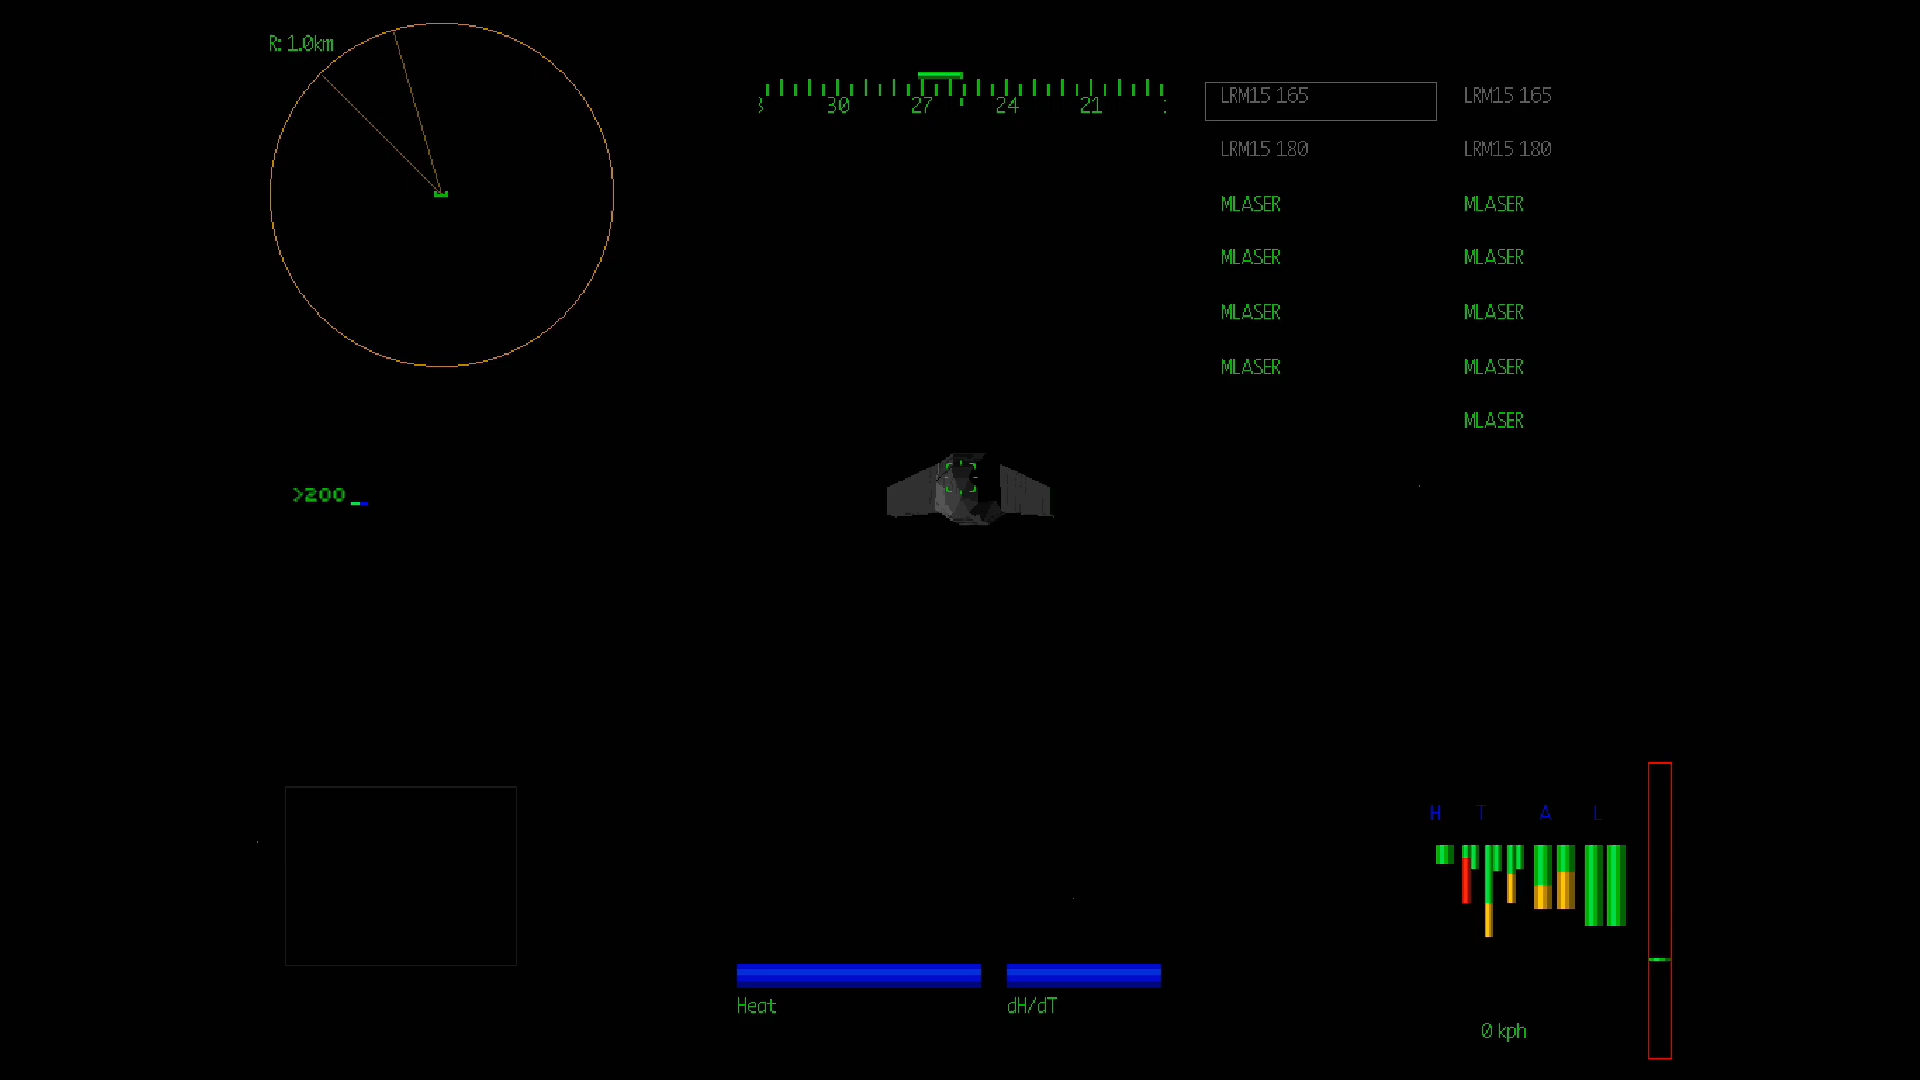 R: 1.0km
30 27 24 21
LRM15 165 LRM15 165
LRM15 180 LRM15 180
MLASER MLASER
MLASER MLASER
MLASER MLASER
MLASER MLASER
MLASER
>200
H T A L
Heat dH/dT
0 kph